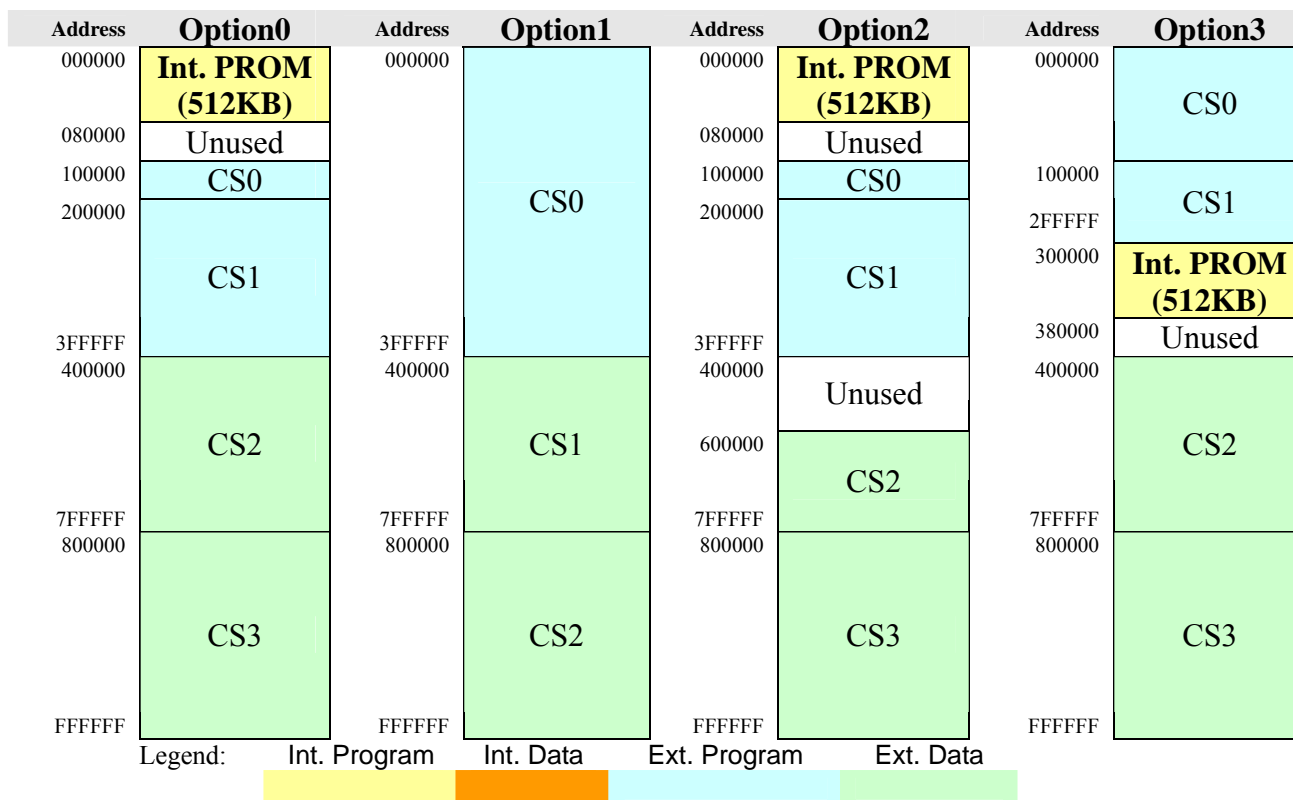 Address Option0 Address Option1 Address Option2 Address Option3
000000 Int. PROM 000000 000000 Int. PROM 000000
(512KB) (512KB) CS0
080000 Unused 080000 Unused
100000 CS0 100000 CS0 100000
CS0 CS1
200000 200000 2FFFFF
300000 Int. PROM
CS1 CS1
(512KB)
380000 Unused
3FFFFF 3FFFFF 3FFFFF
400000 400000 400000 400000
Unused
CS2 CS1 600000 CS2
CS2
7FFFFF 7FFFFF 7FFFFF 7FFFFF
800000 800000 800000 800000
CS3 CS2 CS3 CS3
FFFFFF FFFFFF FFFFFF FFFFFF
Legend: Int. Program Int. Data Ext. Program Ext. Data